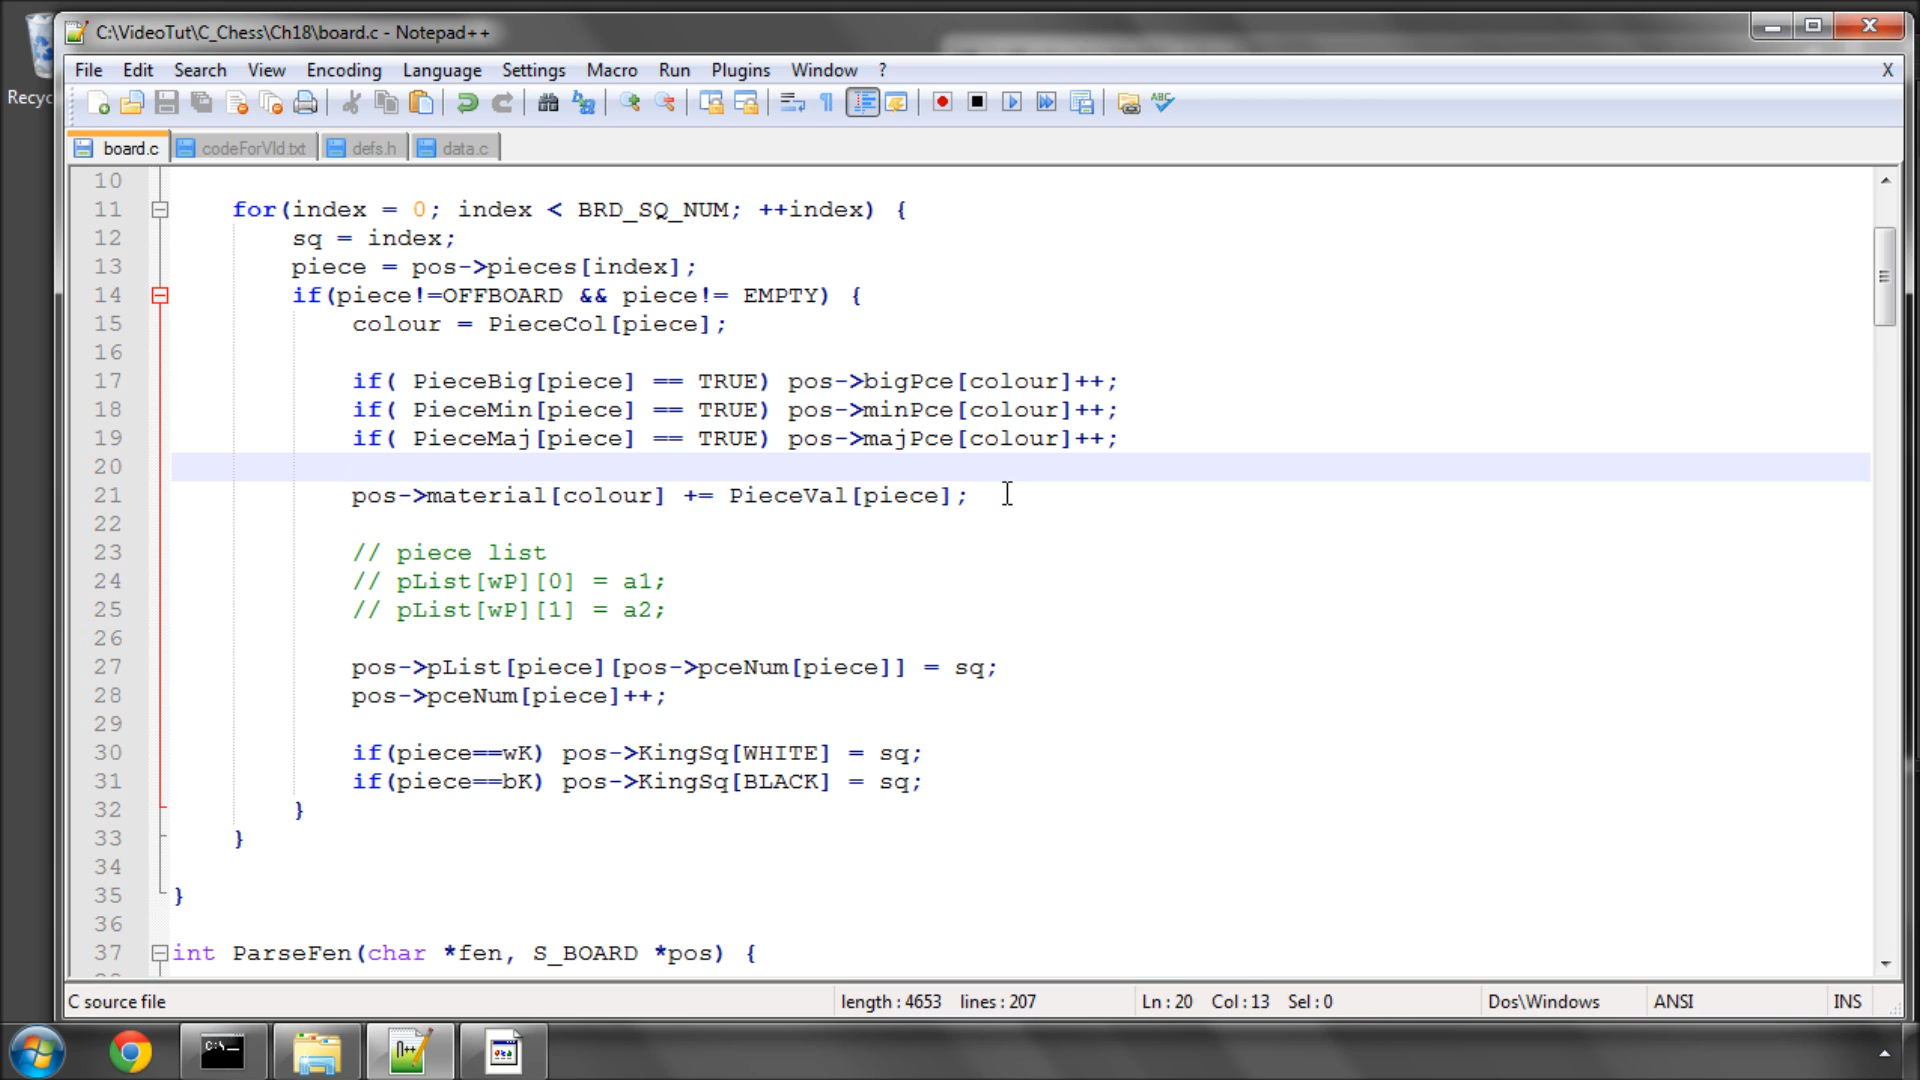 C:\VideoTut\C_Chess\Ch18\board.c - Notepad++
Recyc
File Edit Search View Encoding Language Settings Macro Run Plugins Window ? X
board.c codeForVid.txt defs.h data.c
10
11 for(index = 0; index < BRD_SQ_NUM; ++index) {
12 sq = index;
13 piece = pos->pieces[index];
14 if(piece!=OFFBOARD && piece!= EMPTY) {
15 colour = PieceCol[piece];
16
17 if( PieceBig[piece] == TRUE) pos->bigPce[colour]++;
18 if( PieceMin[piece] == TRUE) pos->minPce[colour]++;
19 if( PieceMaj[piece] == TRUE) pos->majPce[colour]++;
20
21 pos->material[colour] += PieceVal[piece];
22
23 // piece list
24 // pList[wP][0] = a1;
25 // pList[wP][1] = a2;
26
27 pos->pList[piece][pos->pceNum[piece]] = sq;
28 pos->pceNum[piece]++;
29
30 if(piece==wK) pos->KingSq[WHITE] = sq;
31 if(piece==bK) pos->KingSq[BLACK] = sq;
32 }
33 }
34
35 }
36
37 int ParseFen(char *fen, S_BOARD *pos) {
C source file length : 4653 lines : 207 Ln : 20 Col : 13 Sel : 0 Dos\Windows ANSI INS